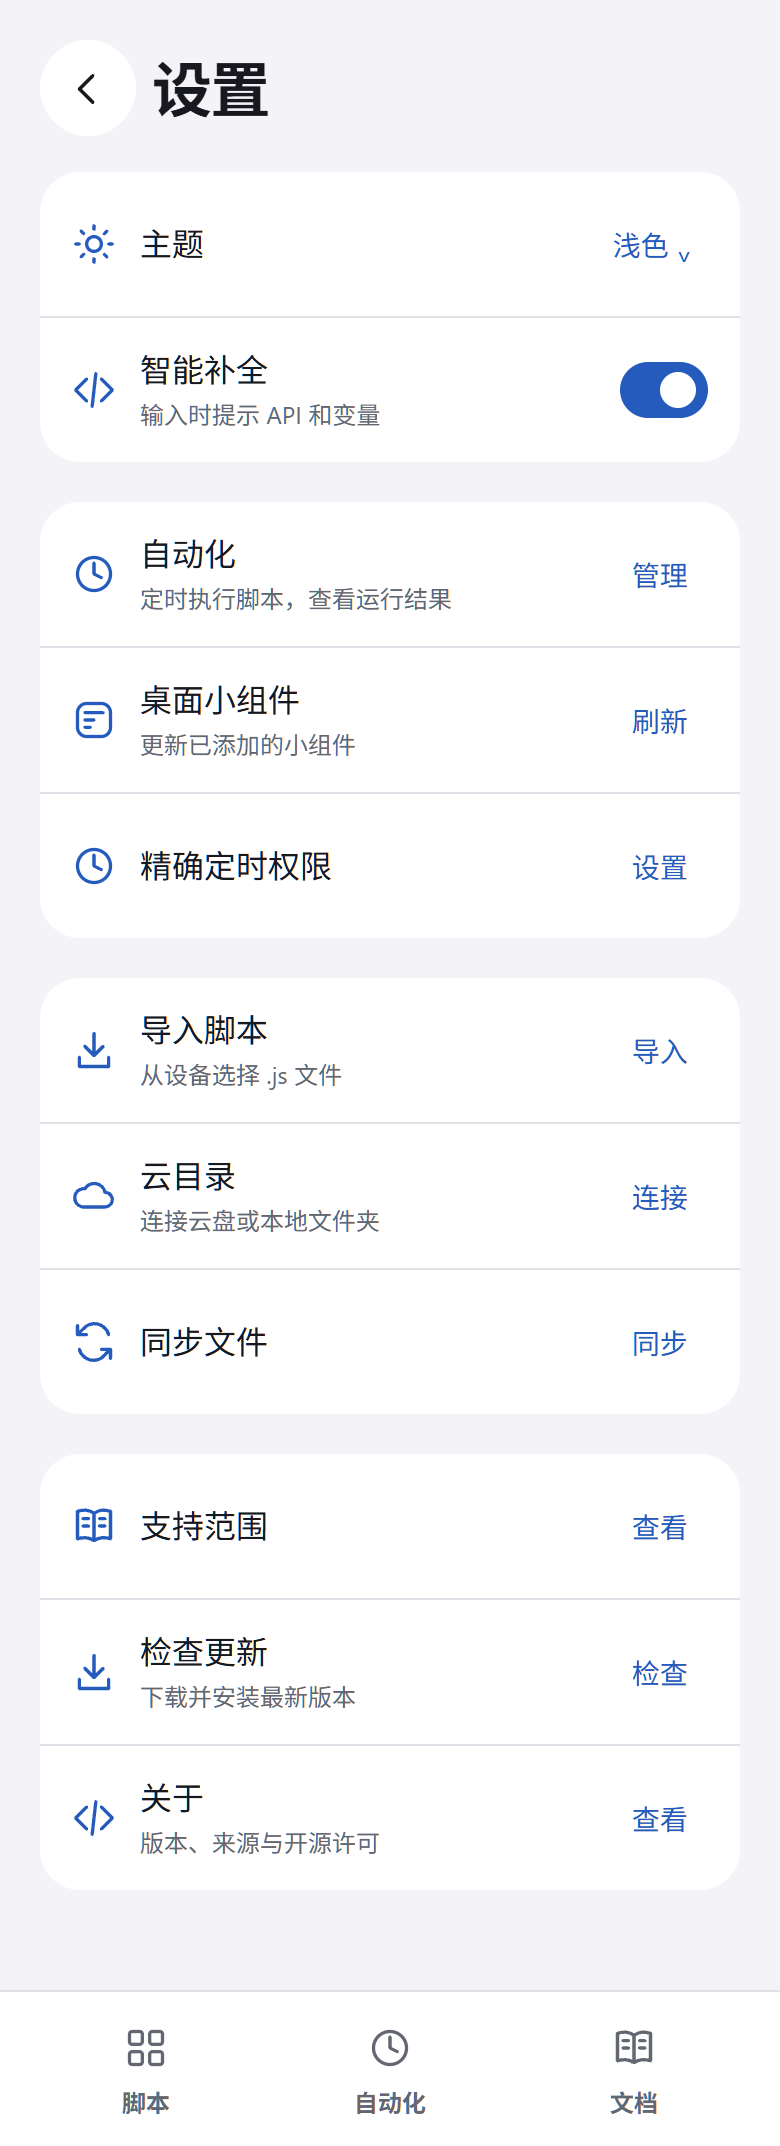 设置
主题
浅色 ˅
智能补全
输入时提示 API 和变量
自动化
定时执行脚本，查看运行结果
管理
桌面小组件
更新已添加的小组件
刷新
精确定时权限
设置
导入脚本
从设备选择 .js 文件
导入
云目录
连接云盘或本地文件夹
连接
同步文件
同步
支持范围
查看
检查更新
下载并安装最新版本
检查
关于
版本、来源与开源许可
查看
脚本
自动化
文档